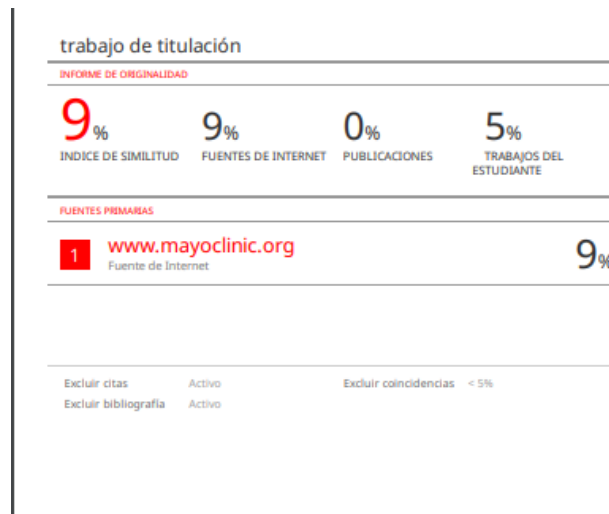 trabajo de titulación
INFORME DE ORIGINALIDAD
9% 9% 0% 5%
INDICE DE SIMILITUD FUENTES DE INTERNET PUBLICACIONES TRABAJOS DEL
ESTUDIANTE
FUENTES PRIMARIAS
1 www.mayoclinic.org 9%
Fuente de Internet
Excluir citas Activo Excluir coincidencias < 5%
Excluir bibliografía Activo